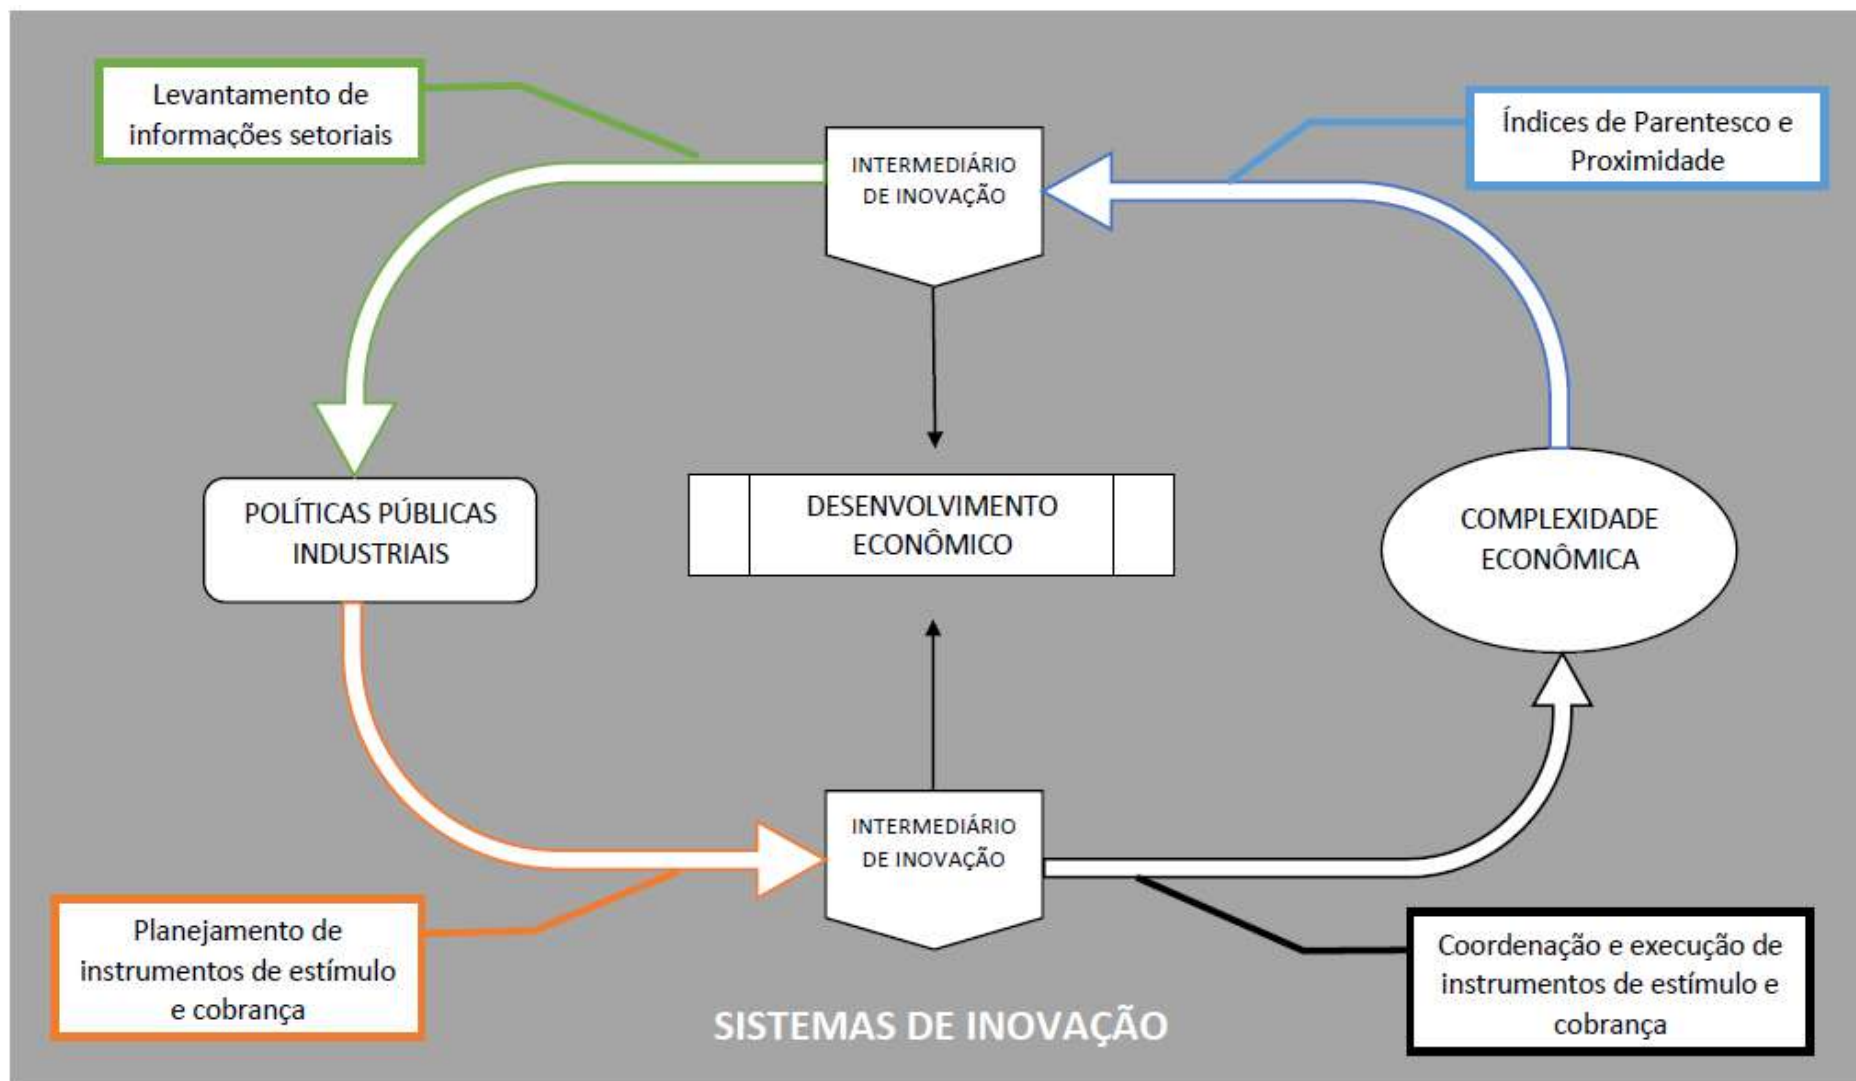 Levantamento de
informações setoriais
INTERMEDIÁRIO
DE INOVAÇÃO
Índices de Parentesco e
Proximidade
POLÍTICAS PÚBLICAS
INDUSTRIAIS
DESENVOLVIMENTO
ECONÔMICO
COMPLEXIDADE
ECONÔMICA
INTERMEDIÁRIO
DE INOVAÇÃO
Planejamento de
instrumentos de estímulo
e cobrança
SISTEMAS DE INOVAÇÃO
Coordenação e execução de
instrumentos de estímulo e
cobrança